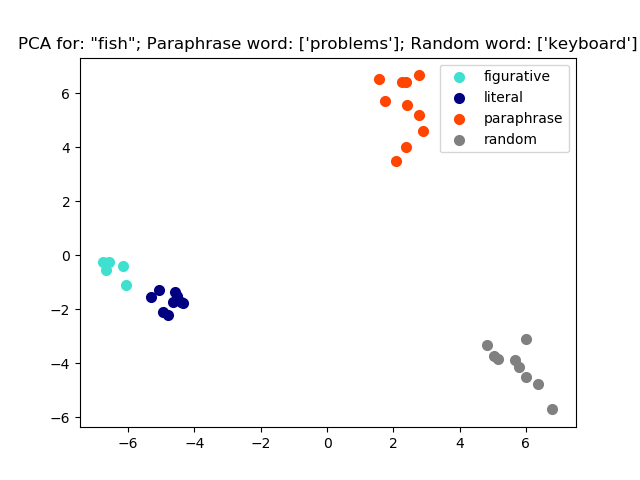 PCA for: "fish"; Paraphrase word: ['problems']; Random word: ['keyboard']
figurative
literal
paraphrase
random
6
4
2
0
−2
−4
−6
−6
−4
−2
0
2
4
6